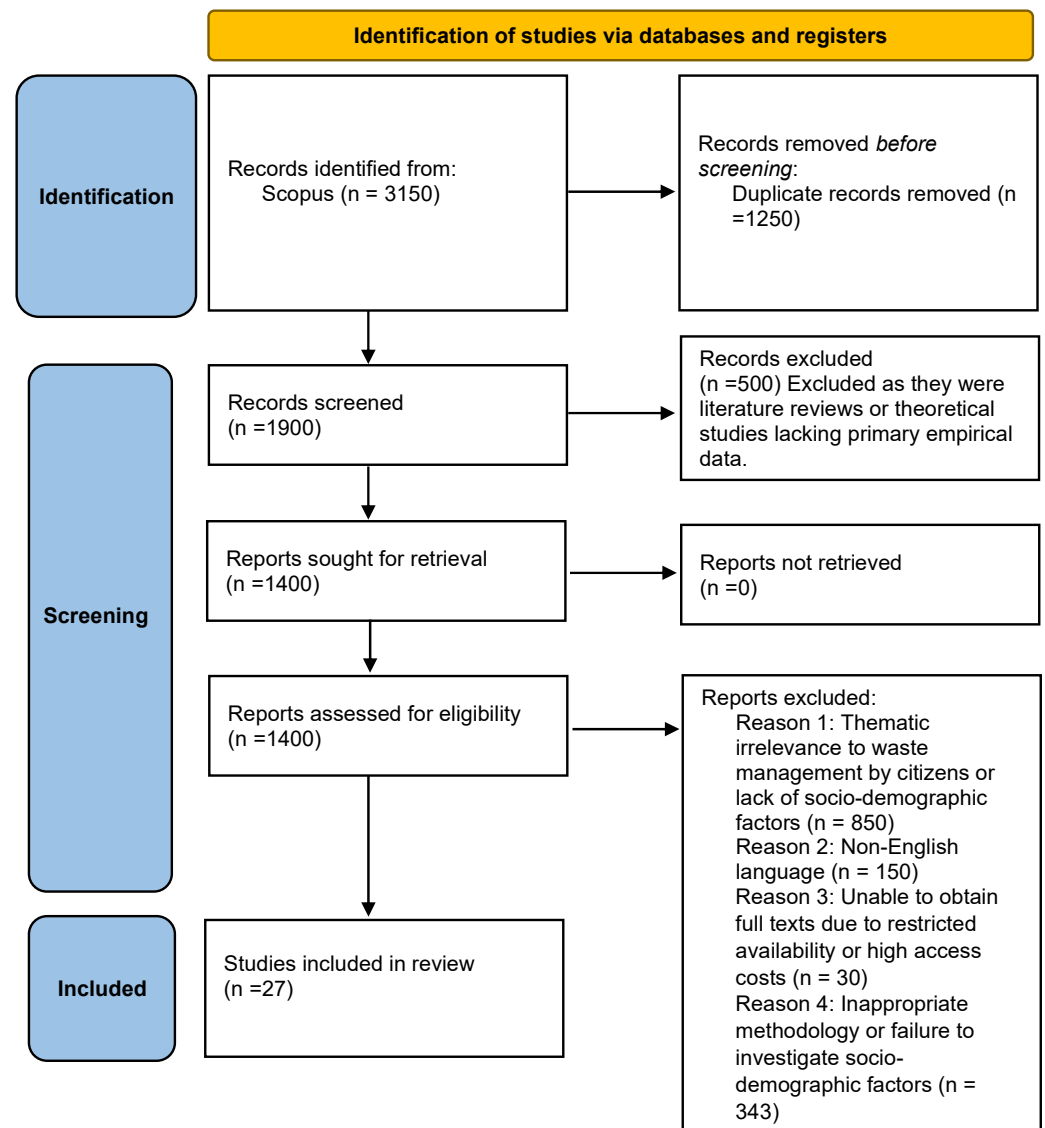 Identification of studies via databases and registers
Identification
Records identified from:
Scopus (n = 3150)
Records removed before
screening:
Duplicate records removed (n
=1250)
Screening
Records screened
(n =1900)
Records excluded
(n =500) Excluded as they were
literature reviews or theoretical
studies lacking primary empirical
data.
Reports sought for retrieval
(n =1400)
Reports not retrieved
(n =0)
Reports assessed for eligibility
(n =1400)
Reports excluded:
Reason 1: Thematic
irrelevance to waste
management by citizens or
lack of socio-demographic
factors (n = 850)
Reason 2: Non-English
language (n = 150)
Reason 3: Unable to obtain
full texts due to restricted
availability or high access
costs (n = 30)
Reason 4: Inappropriate
methodology or failure to
investigate socio-
demographic factors (n =
343)
Included
Studies included in review
(n =27)